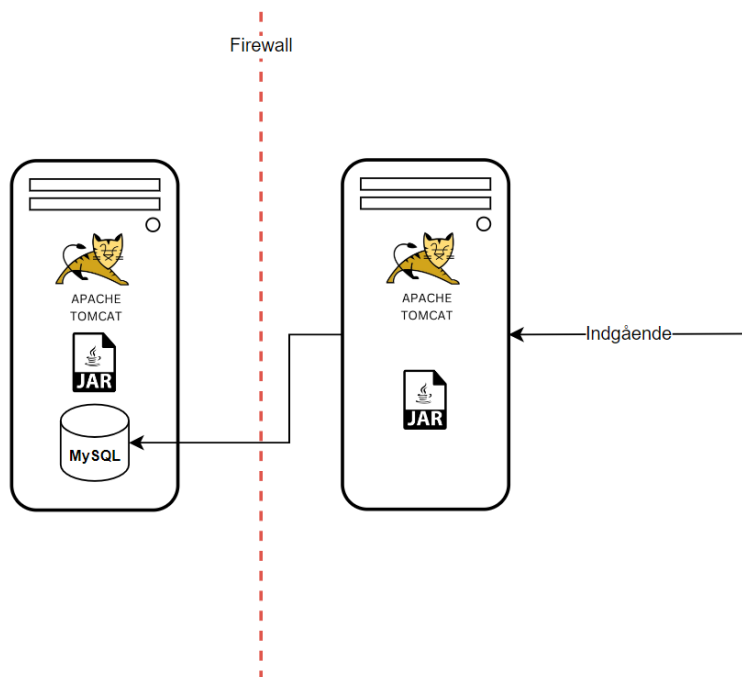 Firewall
APACHE
TOMCAT
JAR
MySQL
APACHE
TOMCAT
JAR
Indgående